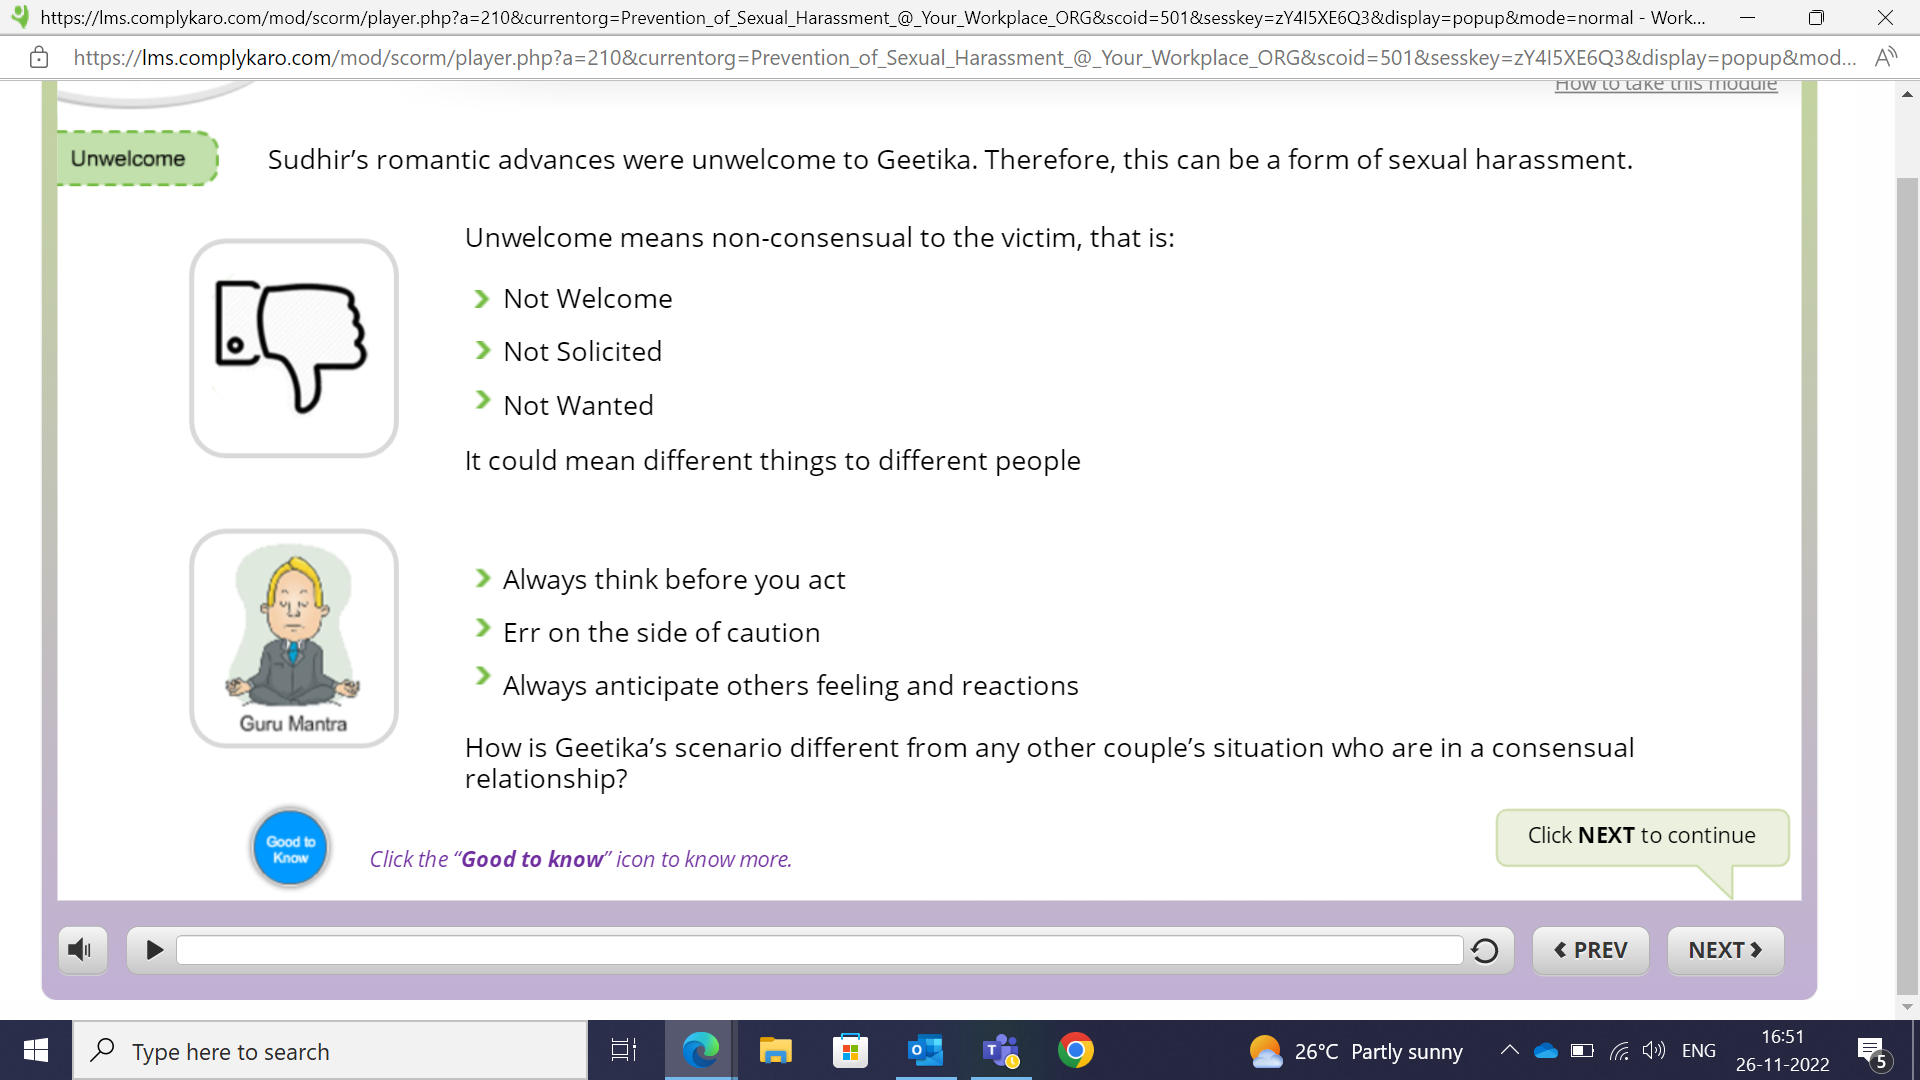 https://lms.complykaro.com/mod/scorm/player.php?a=210&currentorg=Prevention_of_Sexual_Harassment_@_Your_Workplace_ORG&scoid=501&sesskey=zY4I5XE6Q3&display=popup&mode=normal - Work...
https://lms.complykaro.com/mod/scorm/player.php?a=210&currentorg=Prevention_of_Sexual_Harassment_@_Your_Workplace_ORG&scoid=501&sesskey=zY4I5XE6Q3&display=popup&mod...
How to take this module
Unwelcome
Sudhir’s romantic advances were unwelcome to Geetika. Therefore, this can be a form of sexual harassment.
Unwelcome means non-consensual to the victim, that is:
Not Welcome
Not Solicited
Not Wanted
It could mean different things to different people
Always think before you act
Err on the side of caution
Always anticipate others feeling and reactions
Guru Mantra
How is Geetika’s scenario different from any other couple’s situation who are in a consensual
relationship?
Good to
Know
Click the “Good to know” icon to know more.
Click NEXT to continue
PREV
NEXT
Type here to search
26°C Partly sunny
ENG
16:51
26-11-2022
5